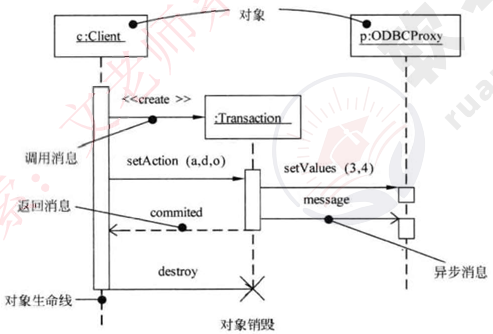 对象
c:Client
p:ODBCProxy
<<create >>
:Transaction
调用消息
setAction (a,d,o)
setValues (3,4)
返回消息
commited
message
异步消息
destroy
对象生命线
对象销毁